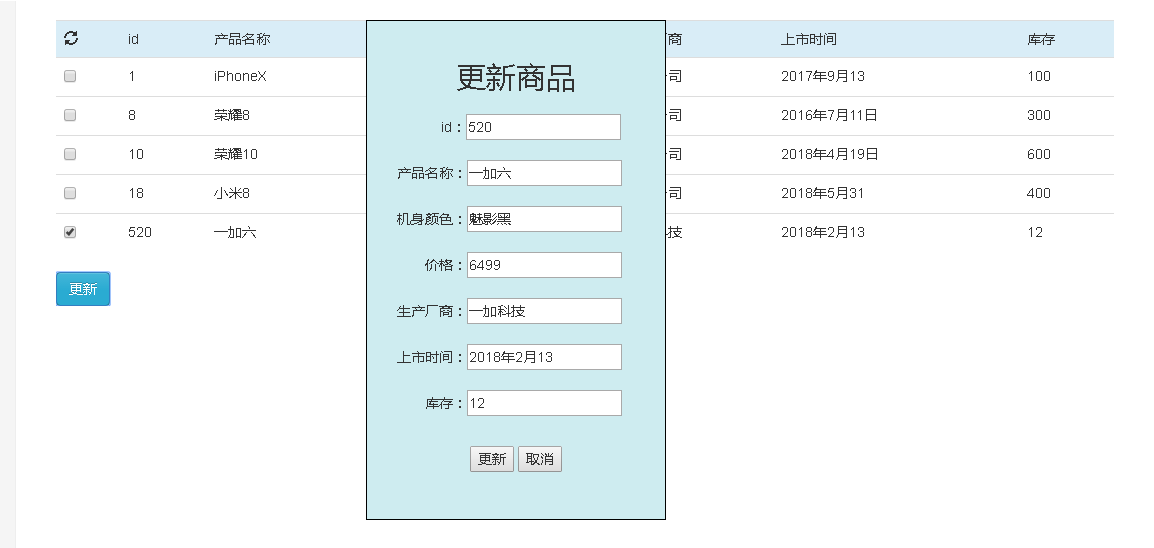 id 产品名称 商 上市时间 库存
1 iPhoneX 司 2017年9月13 100
8 荣耀8 司 2016年7月11日 300
10 荣耀10 司 2018年4月19日 600
18 小米8 司 2018年5月31 400
520 一加六 技 2018年2月13 12
更新
更新商品
id：520
产品名称：一加六
机身颜色：魅影黑
价格：6499
生产厂商：一加科技
上市时间：2018年2月13
库存：12
更新 取消